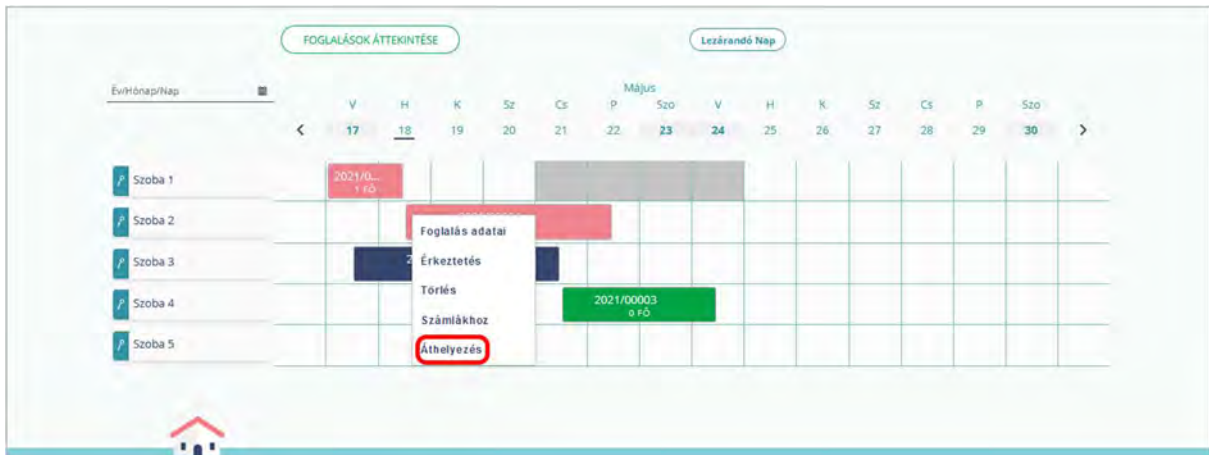 FOGLALÁSOK ÁTTEKINTÉSE
Lezárandó Nap
Év/Hónap/Nap
Május
V H K Sz Cs P Szo V H K Sz Cs P Szo
17 18 19 20 21 22 23 24 25 26 27 28 29 30
Szoba 1
2021/0...
1 FŐ
Szoba 2
Foglalás adatai
Szoba 3
Érkeztetés
Törlés
Szoba 4
2021/00003
0 FŐ
Számlákhoz
Szoba 5
Áthelyezés